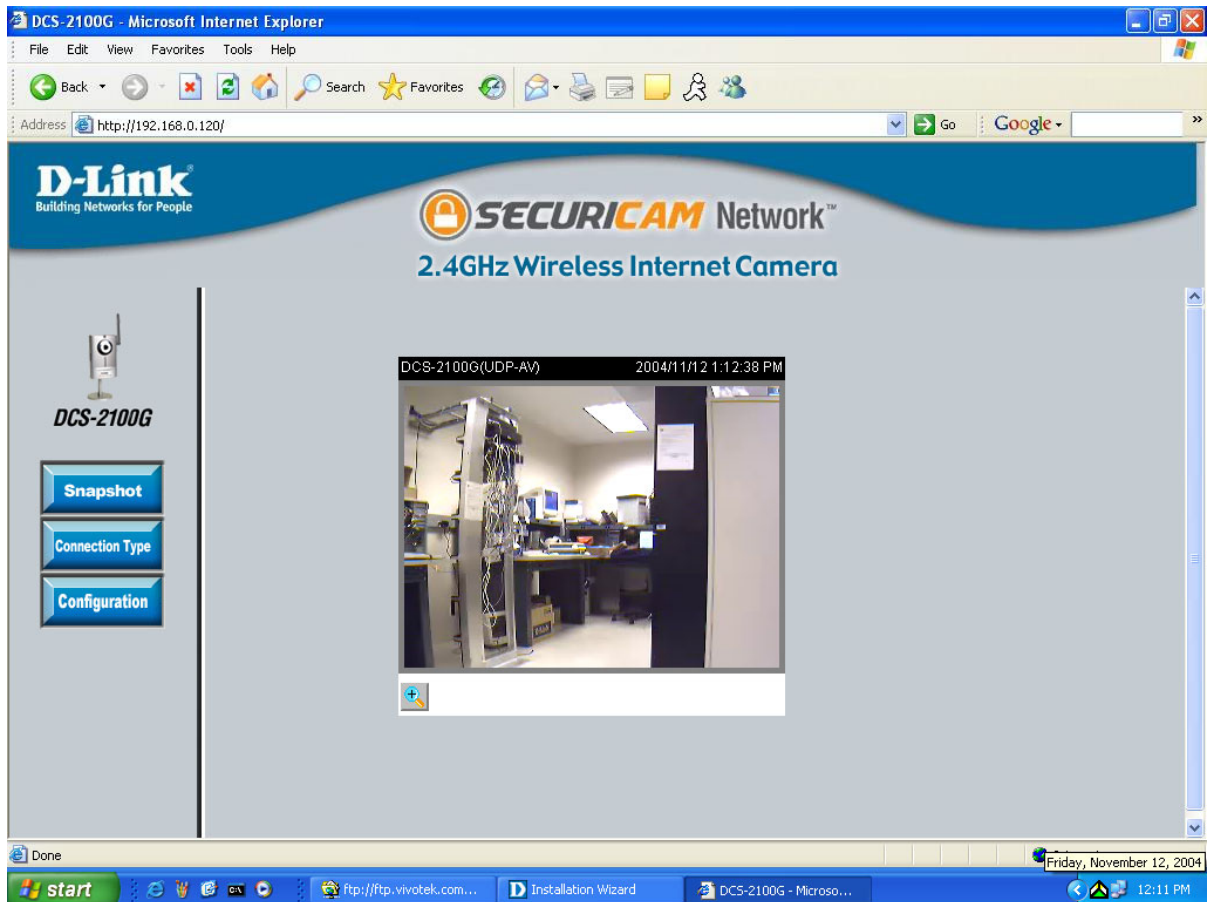 DCS-2100G - Microsoft Internet Explorer
File Edit View Favorites Tools Help
Back Search Favorites
Address http://192.168.0.120/ Go Google
D-Link
Building Networks for People
SECURICAM Network™
2.4GHz Wireless Internet Camera
DCS-2100G
Snapshot
Connection Type
Configuration
DCS-2100G(UDP-AV) 2004/11/12 1:12:38 PM
Done
Friday, November 12, 2004
start ftp://ftp.vivotek.com... Installation Wizard DCS-2100G - Microso... 12:11 PM